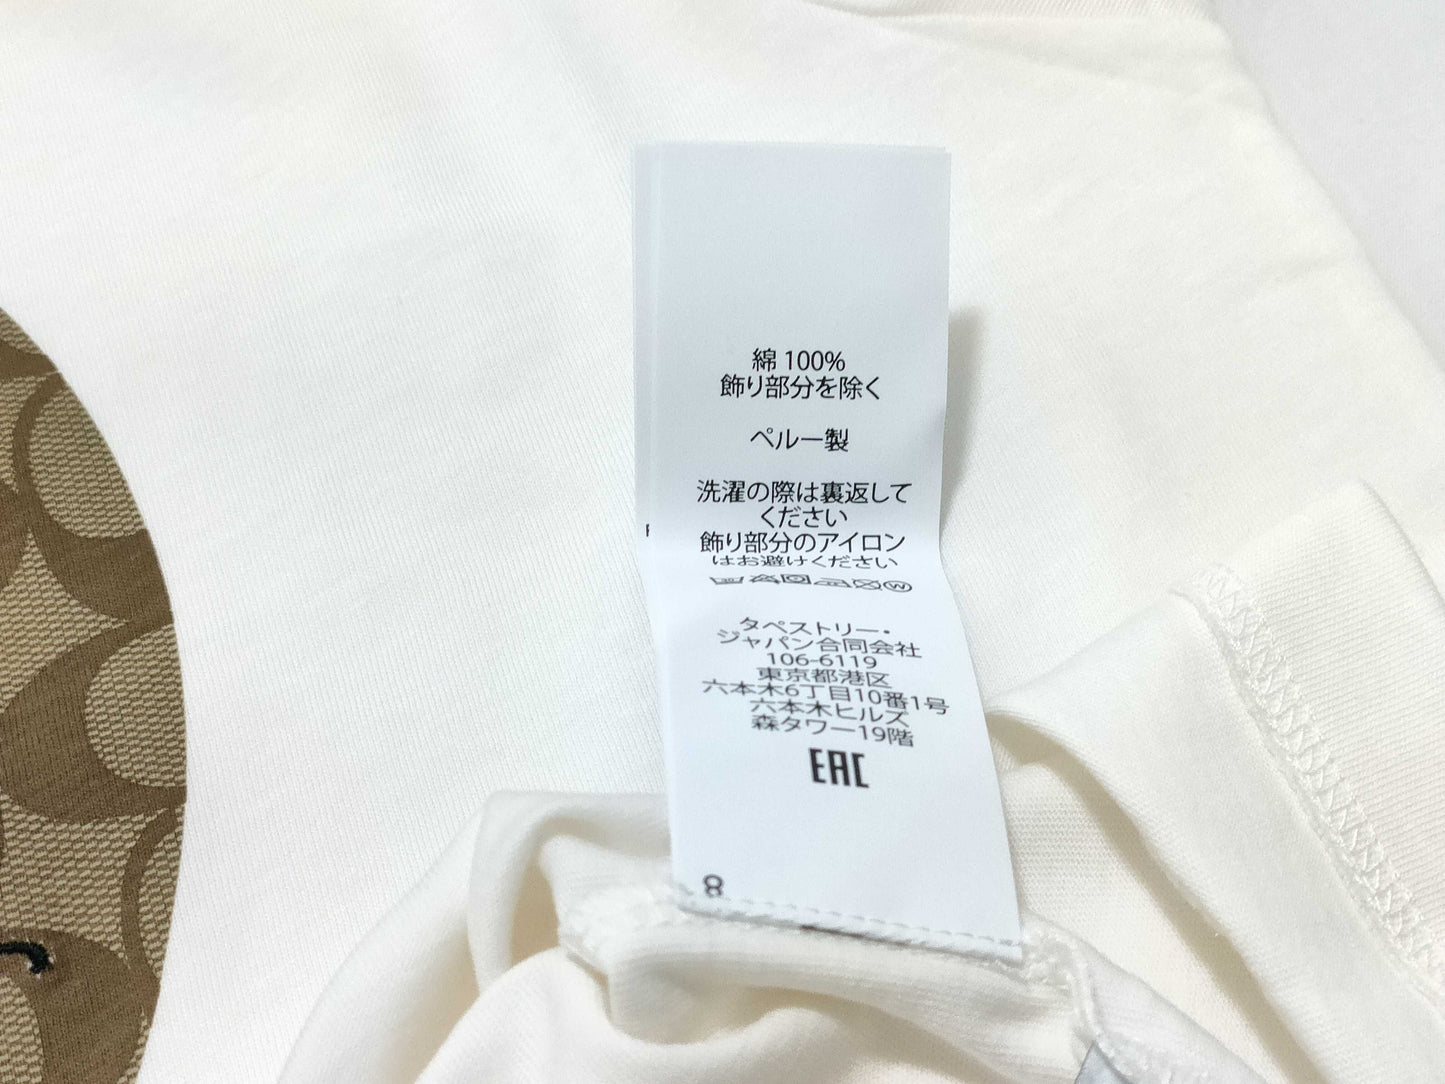 綿 100%
飾り部分を除く
ペルー製
洗濯の際は裏返して
ください
飾り部分のアイロン
はお避けください
W
タペストリー・
ジャパン合同会社
106-6119
東京都港区
六本木6丁目10番1号
六本木ヒルズ
森タワー19階
EAC
8